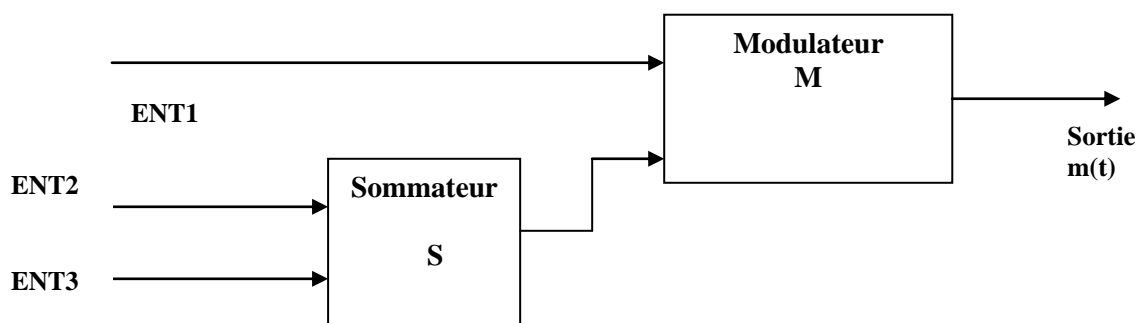 Modulateur
M
ENT1
Sortie
m(t)
ENT2
Sommateur
S
ENT3